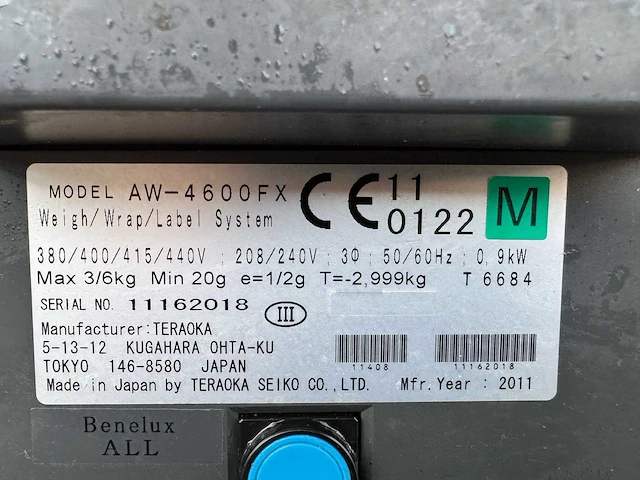 MODEL AW-4600FX CE 11
Weigh/Wrap/Label System 0122 M
380/400/415/440V ; 208/240V ; 3Φ ; 50/60Hz ; 0,9kW
Max 3/6kg Min 20g e=1/2g T=-2,999kg T 6684
SERIAL NO. 11162018 III
Manufacturer:TERAOKA
5-13-12 KUGAHARA OHTA-KU
TOKYO 146-8580 JAPAN
11408 11162018
Made in Japan by TERAOKA SEIKO CO., LTD. Mfr. Year : 2011
Benelux
ALL